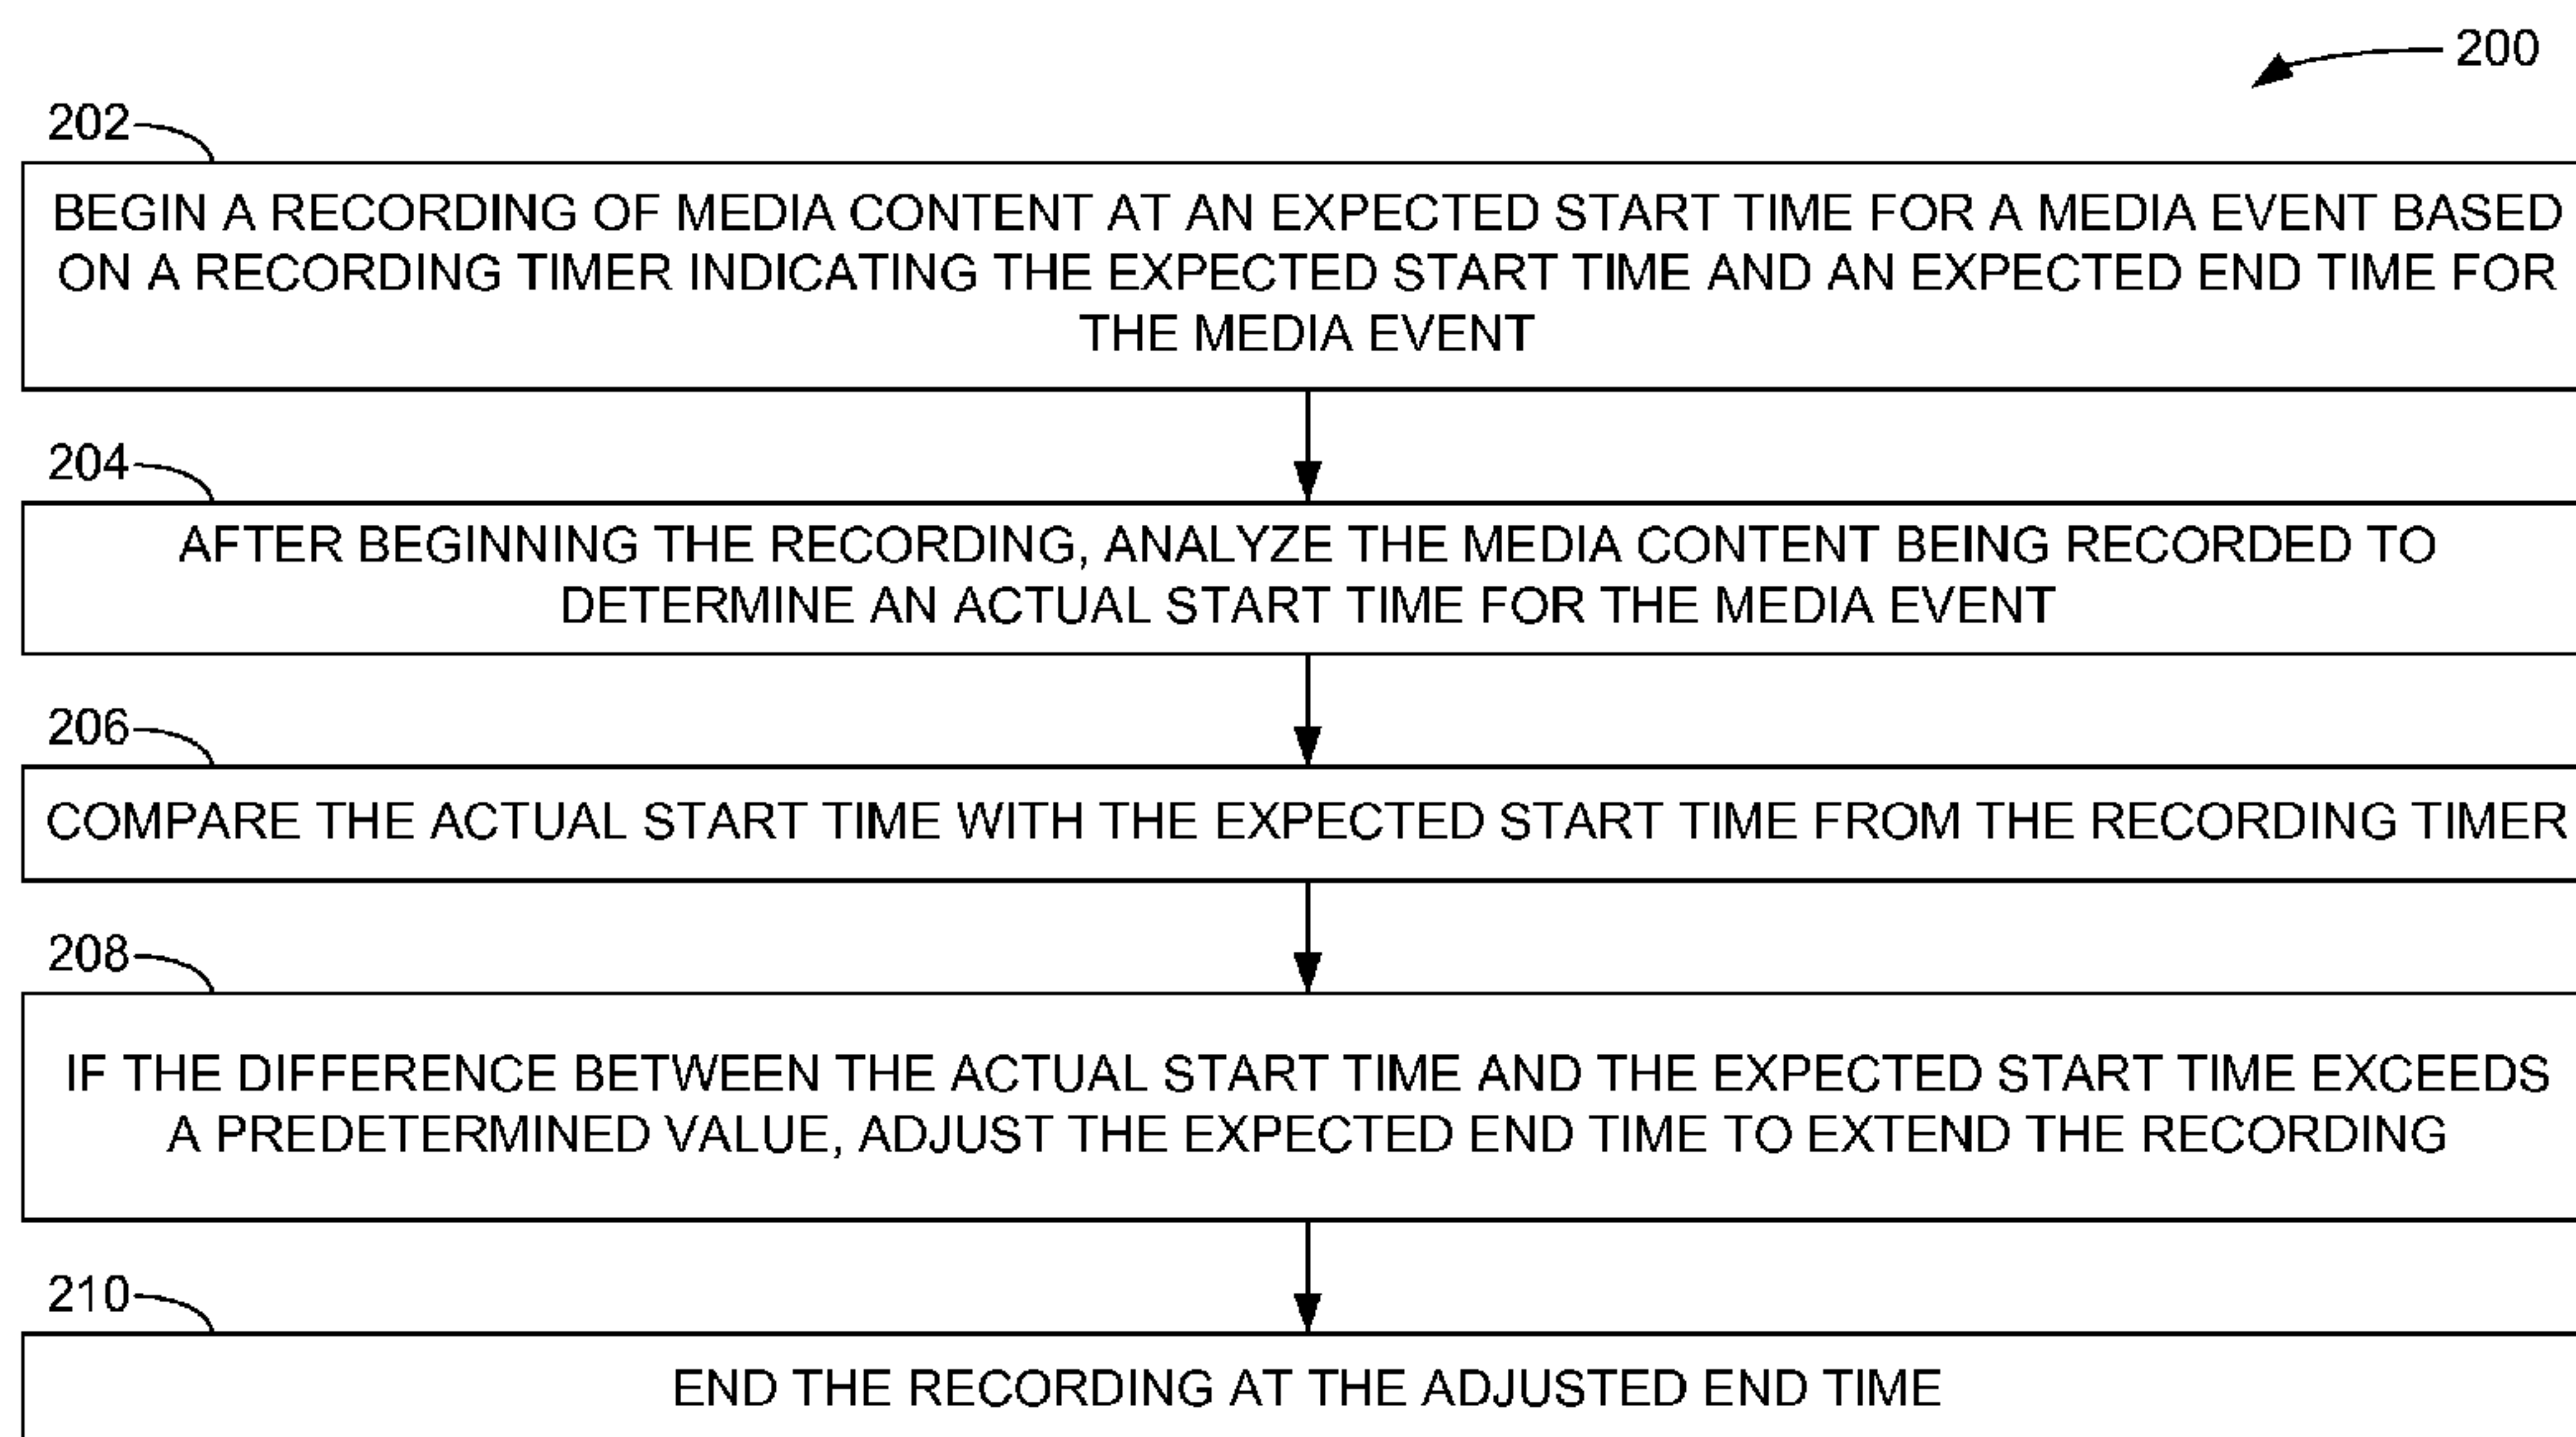 200
202
BEGIN A RECORDING OF MEDIA CONTENT AT AN EXPECTED START TIME FOR A MEDIA EVENT BASED
ON A RECORDING TIMER INDICATING THE EXPECTED START TIME AND AN EXPECTED END TIME FOR
THE MEDIA EVENT
204
AFTER BEGINNING THE RECORDING, ANALYZE THE MEDIA CONTENT BEING RECORDED TO
DETERMINE AN ACTUAL START TIME FOR THE MEDIA EVENT
206
COMPARE THE ACTUAL START TIME WITH THE EXPECTED START TIME FROM THE RECORDING TIMER
208
IF THE DIFFERENCE BETWEEN THE ACTUAL START TIME AND THE EXPECTED START TIME EXCEEDS
A PREDETERMINED VALUE, ADJUST THE EXPECTED END TIME TO EXTEND THE RECORDING
210
END THE RECORDING AT THE ADJUSTED END TIME